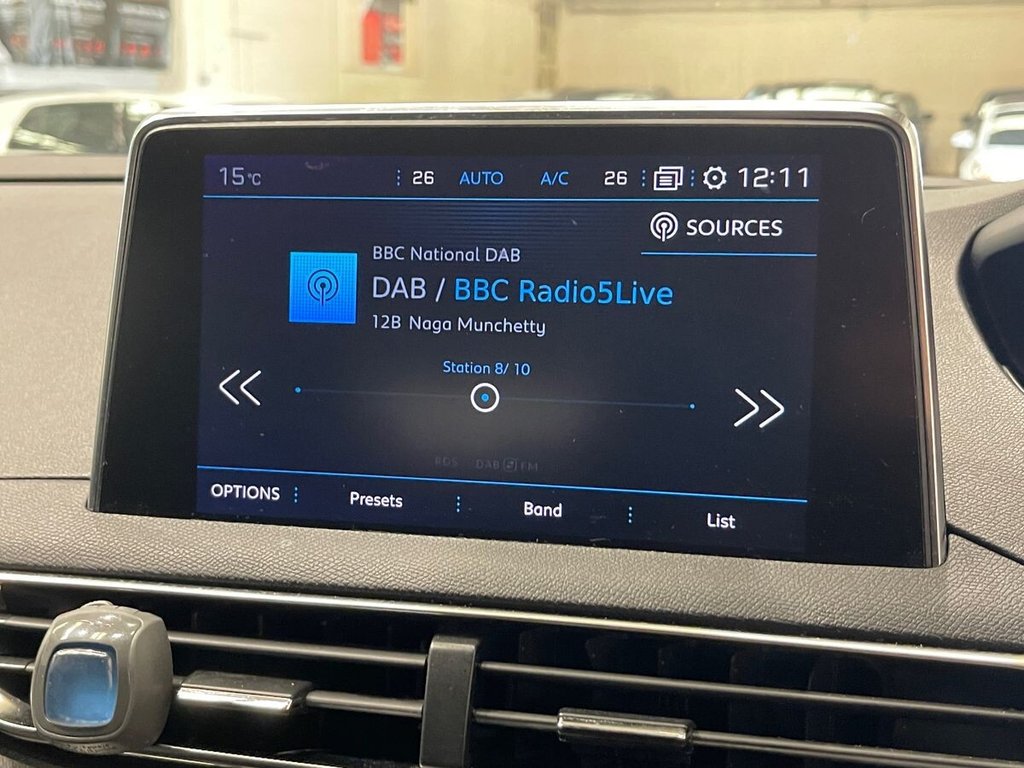 15°C 26 AUTO A/C 26 12:11
SOURCES
BBC National DAB
DAB / BBC Radio5Live
12B Naga Munchetty
Station 8/ 10
RDS DAB FM
OPTIONS Presets Band List